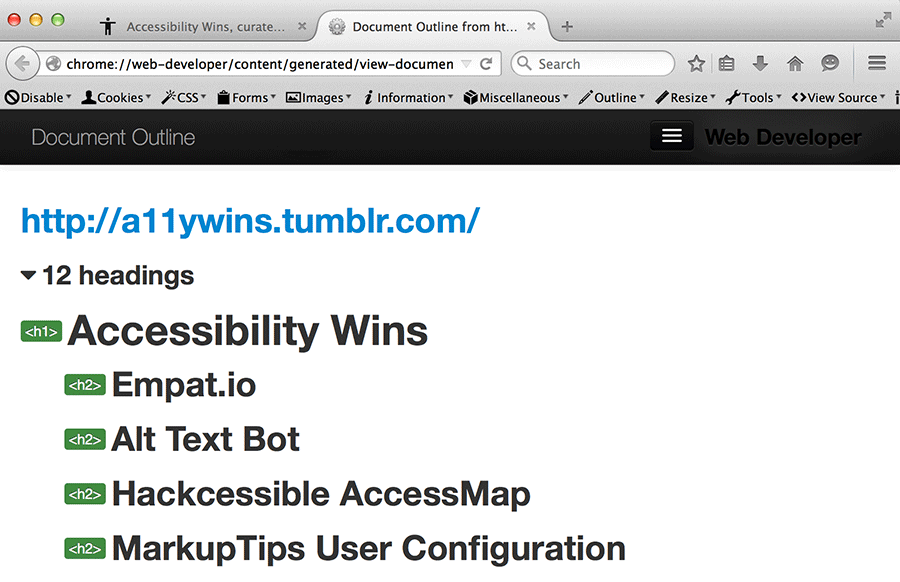 Accessibility Wins, curate...
Document Outline from ht...
chrome://web-developer/content/generated/view-documen
Search
Disable
Cookies
CSS
Forms
Images
Information
Miscellaneous
Outline
Resize
Tools
View Source
Document Outline
Web Developer
http://a11ywins.tumblr.com/
12 headings
<h1> Accessibility Wins
<h2> Empat.io
<h2> Alt Text Bot
<h2> Hackcessible AccessMap
<h2> MarkupTips User Configuration